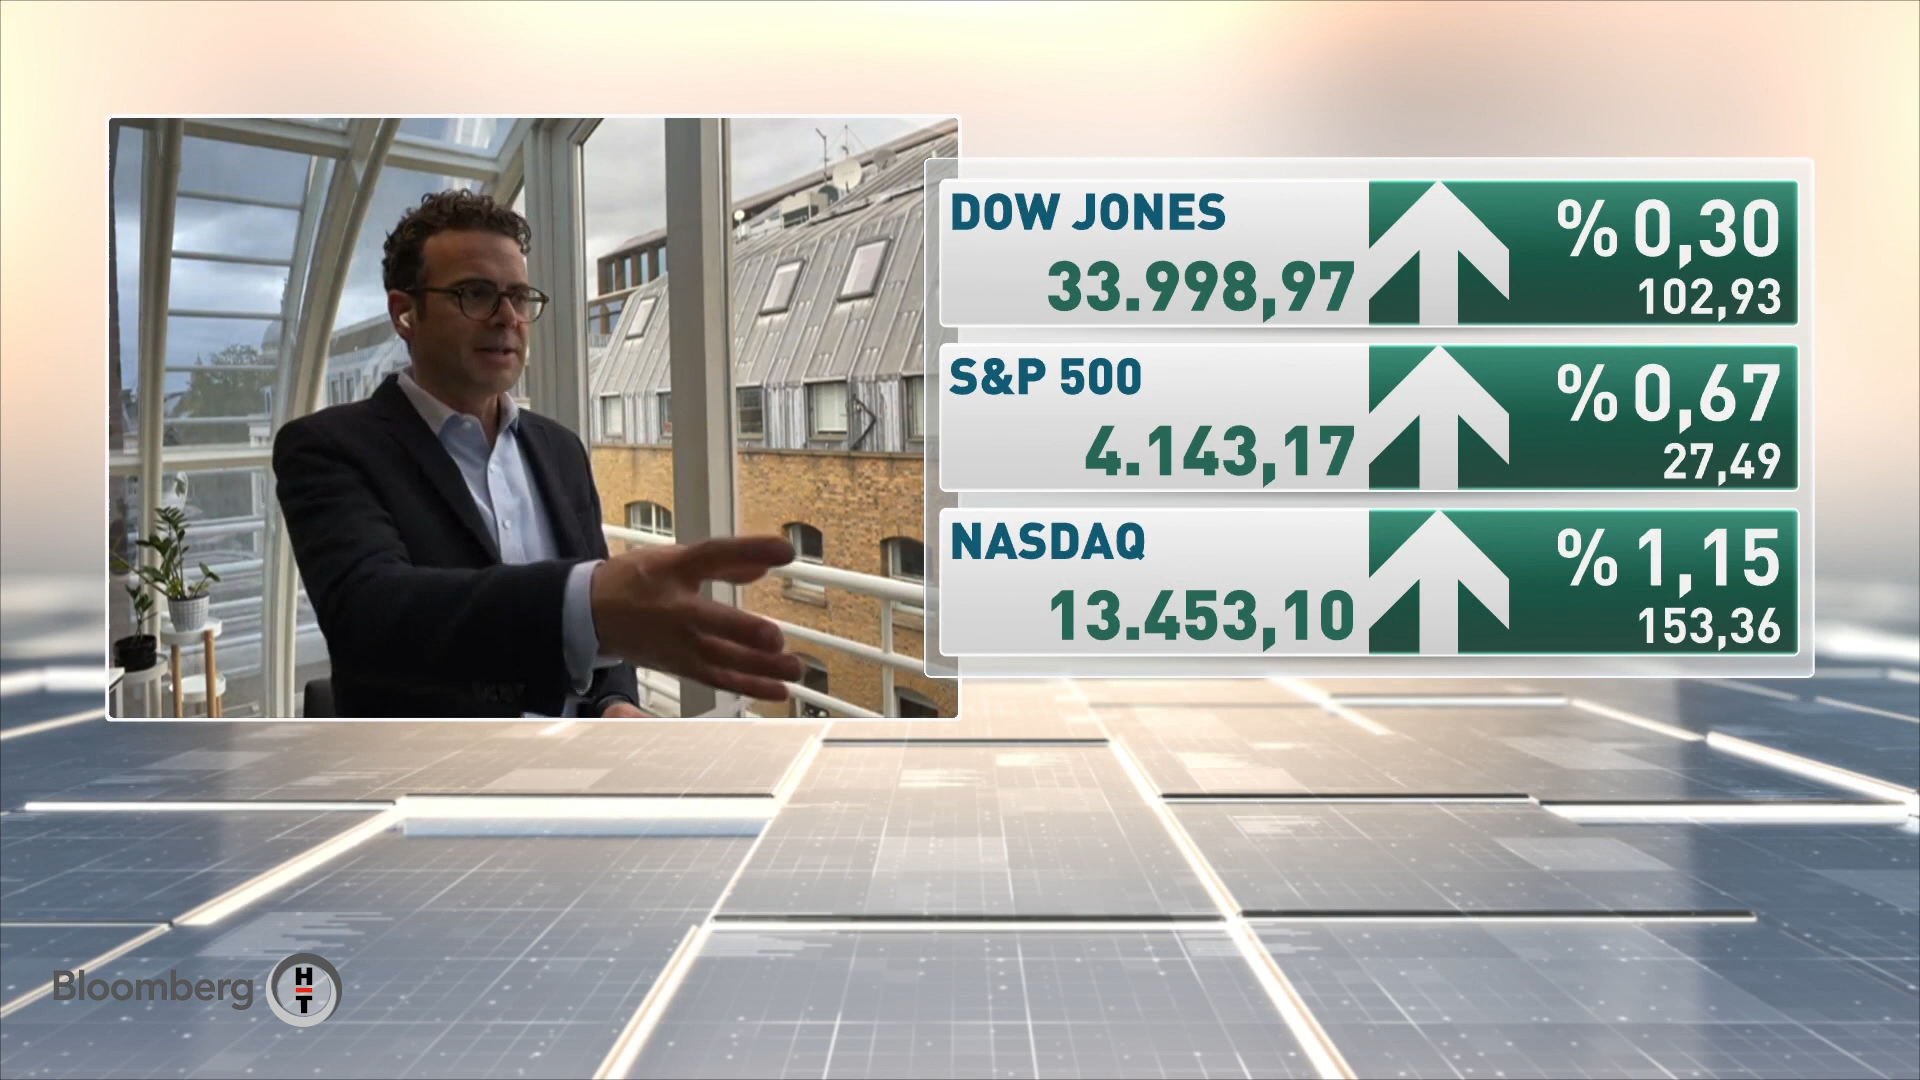 DOW JONES
33.998,97
% 0,30
102,93
S&P 500
4.143,17
% 0,67
27,49
NASDAQ
13.453,10
% 1,15
153,36
Bloomberg HT